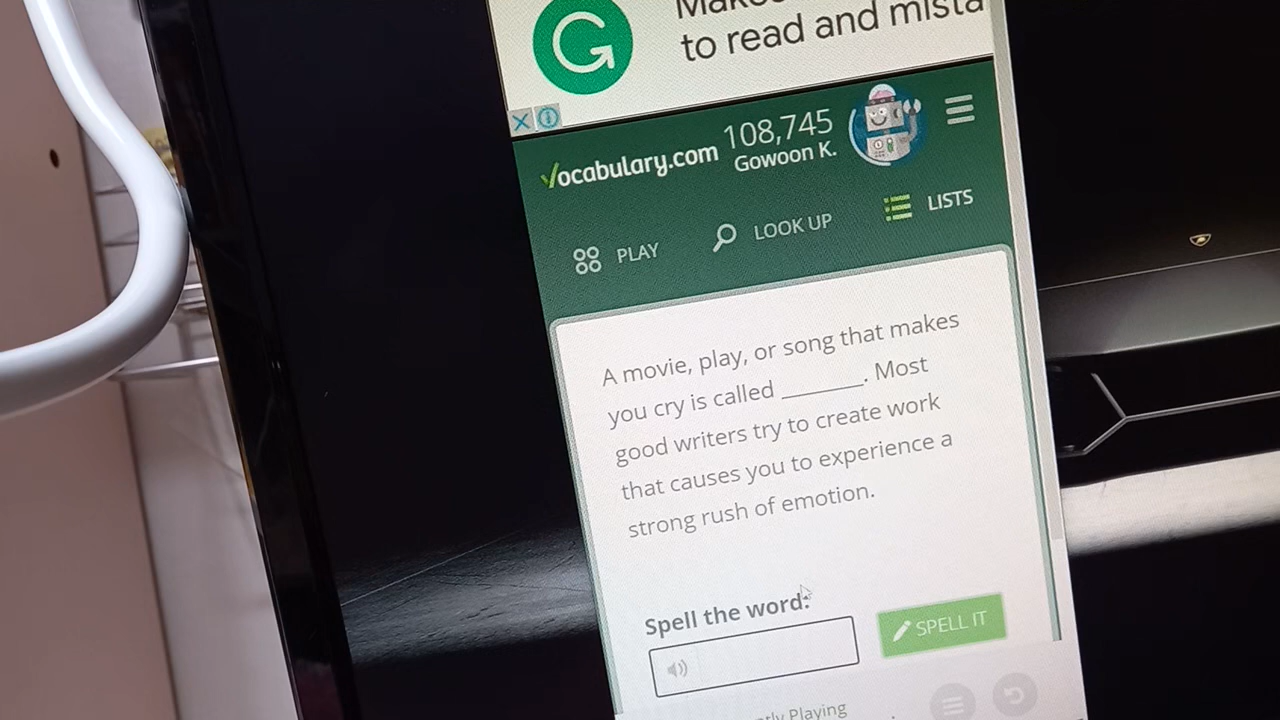 to read and mista
108,745
Vocabulary.com
Gowoon K.
PLAY
LOOK UP
LISTS
A movie, play, or song that makes
you cry is called _______. Most
good writers try to create work
that causes you to experience a
strong rush of emotion.
Spell the word:
SPELL IT
Playing